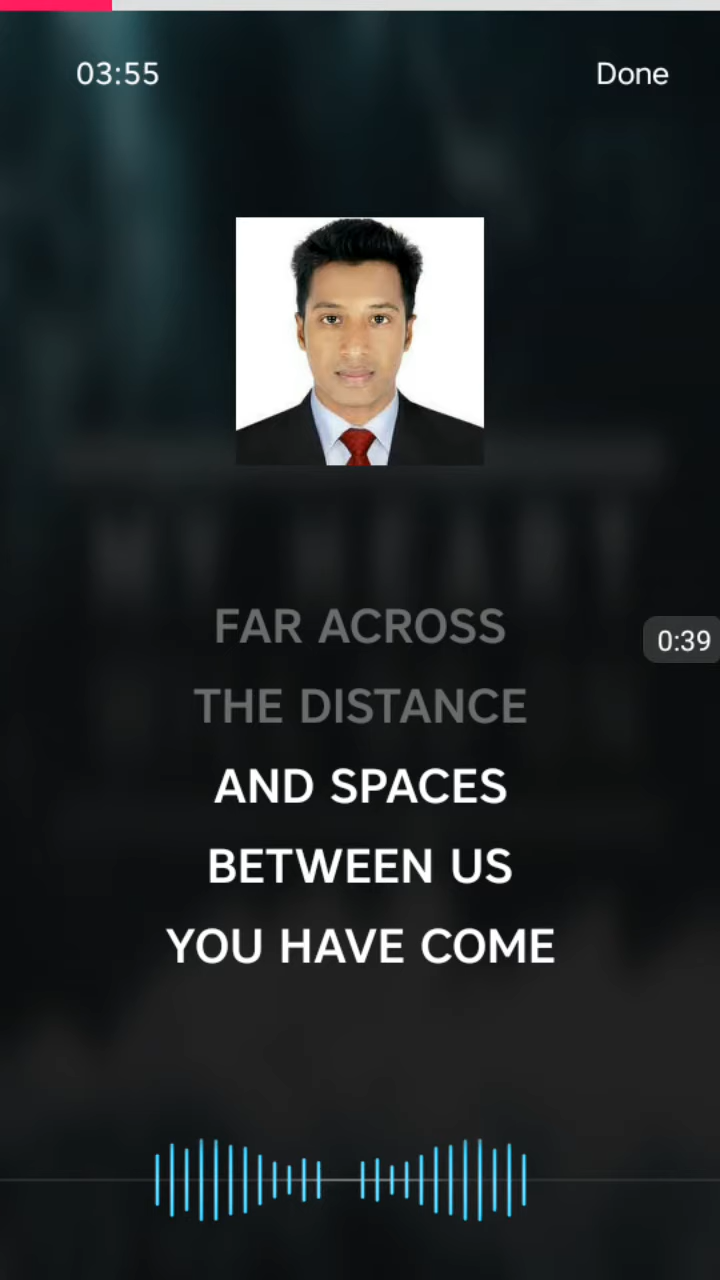 03:55
Done
FAR ACROSS
THE DISTANCE
0:39
AND SPACES
BETWEEN US
YOU HAVE COME